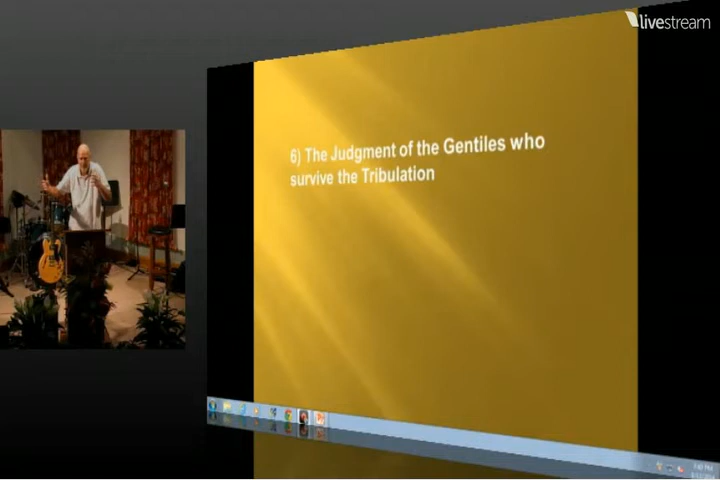 livestream
6) The Judgment of the Gentiles who
survive the Tribulation